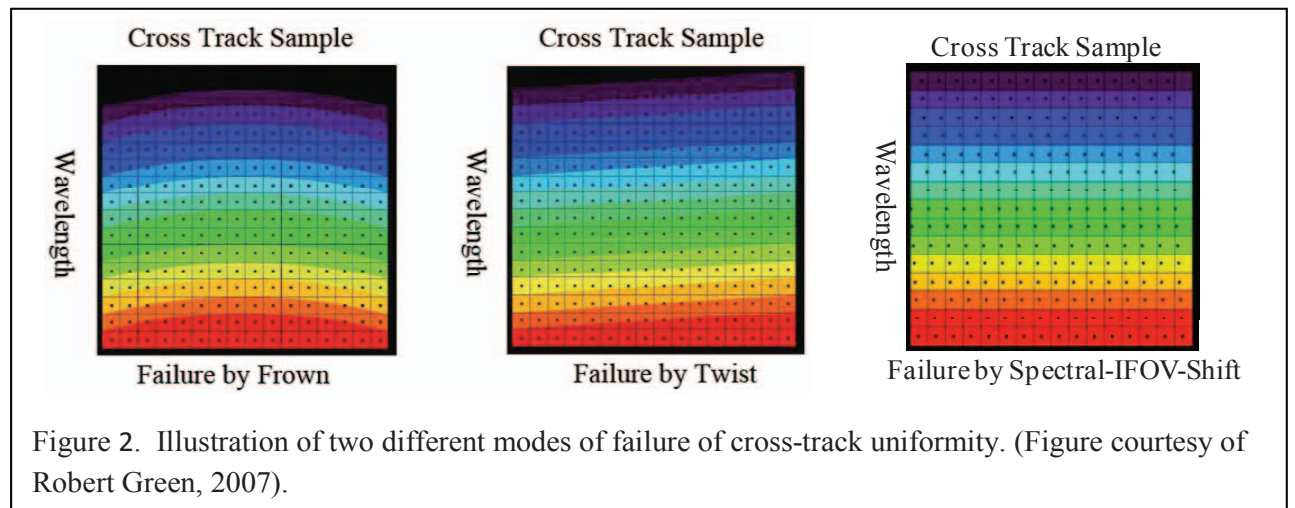 Cross Track Sample
Cross Track Sample
Cross Track Sample
Wavelength
Wavelength
Wavelength
Failure by Frown
Failure by Twist
Failure by Spectral-IFOV-Shift
Figure 2. Illustration of two different modes of failure of cross-track uniformity. (Figure courtesy of
Robert Green, 2007).